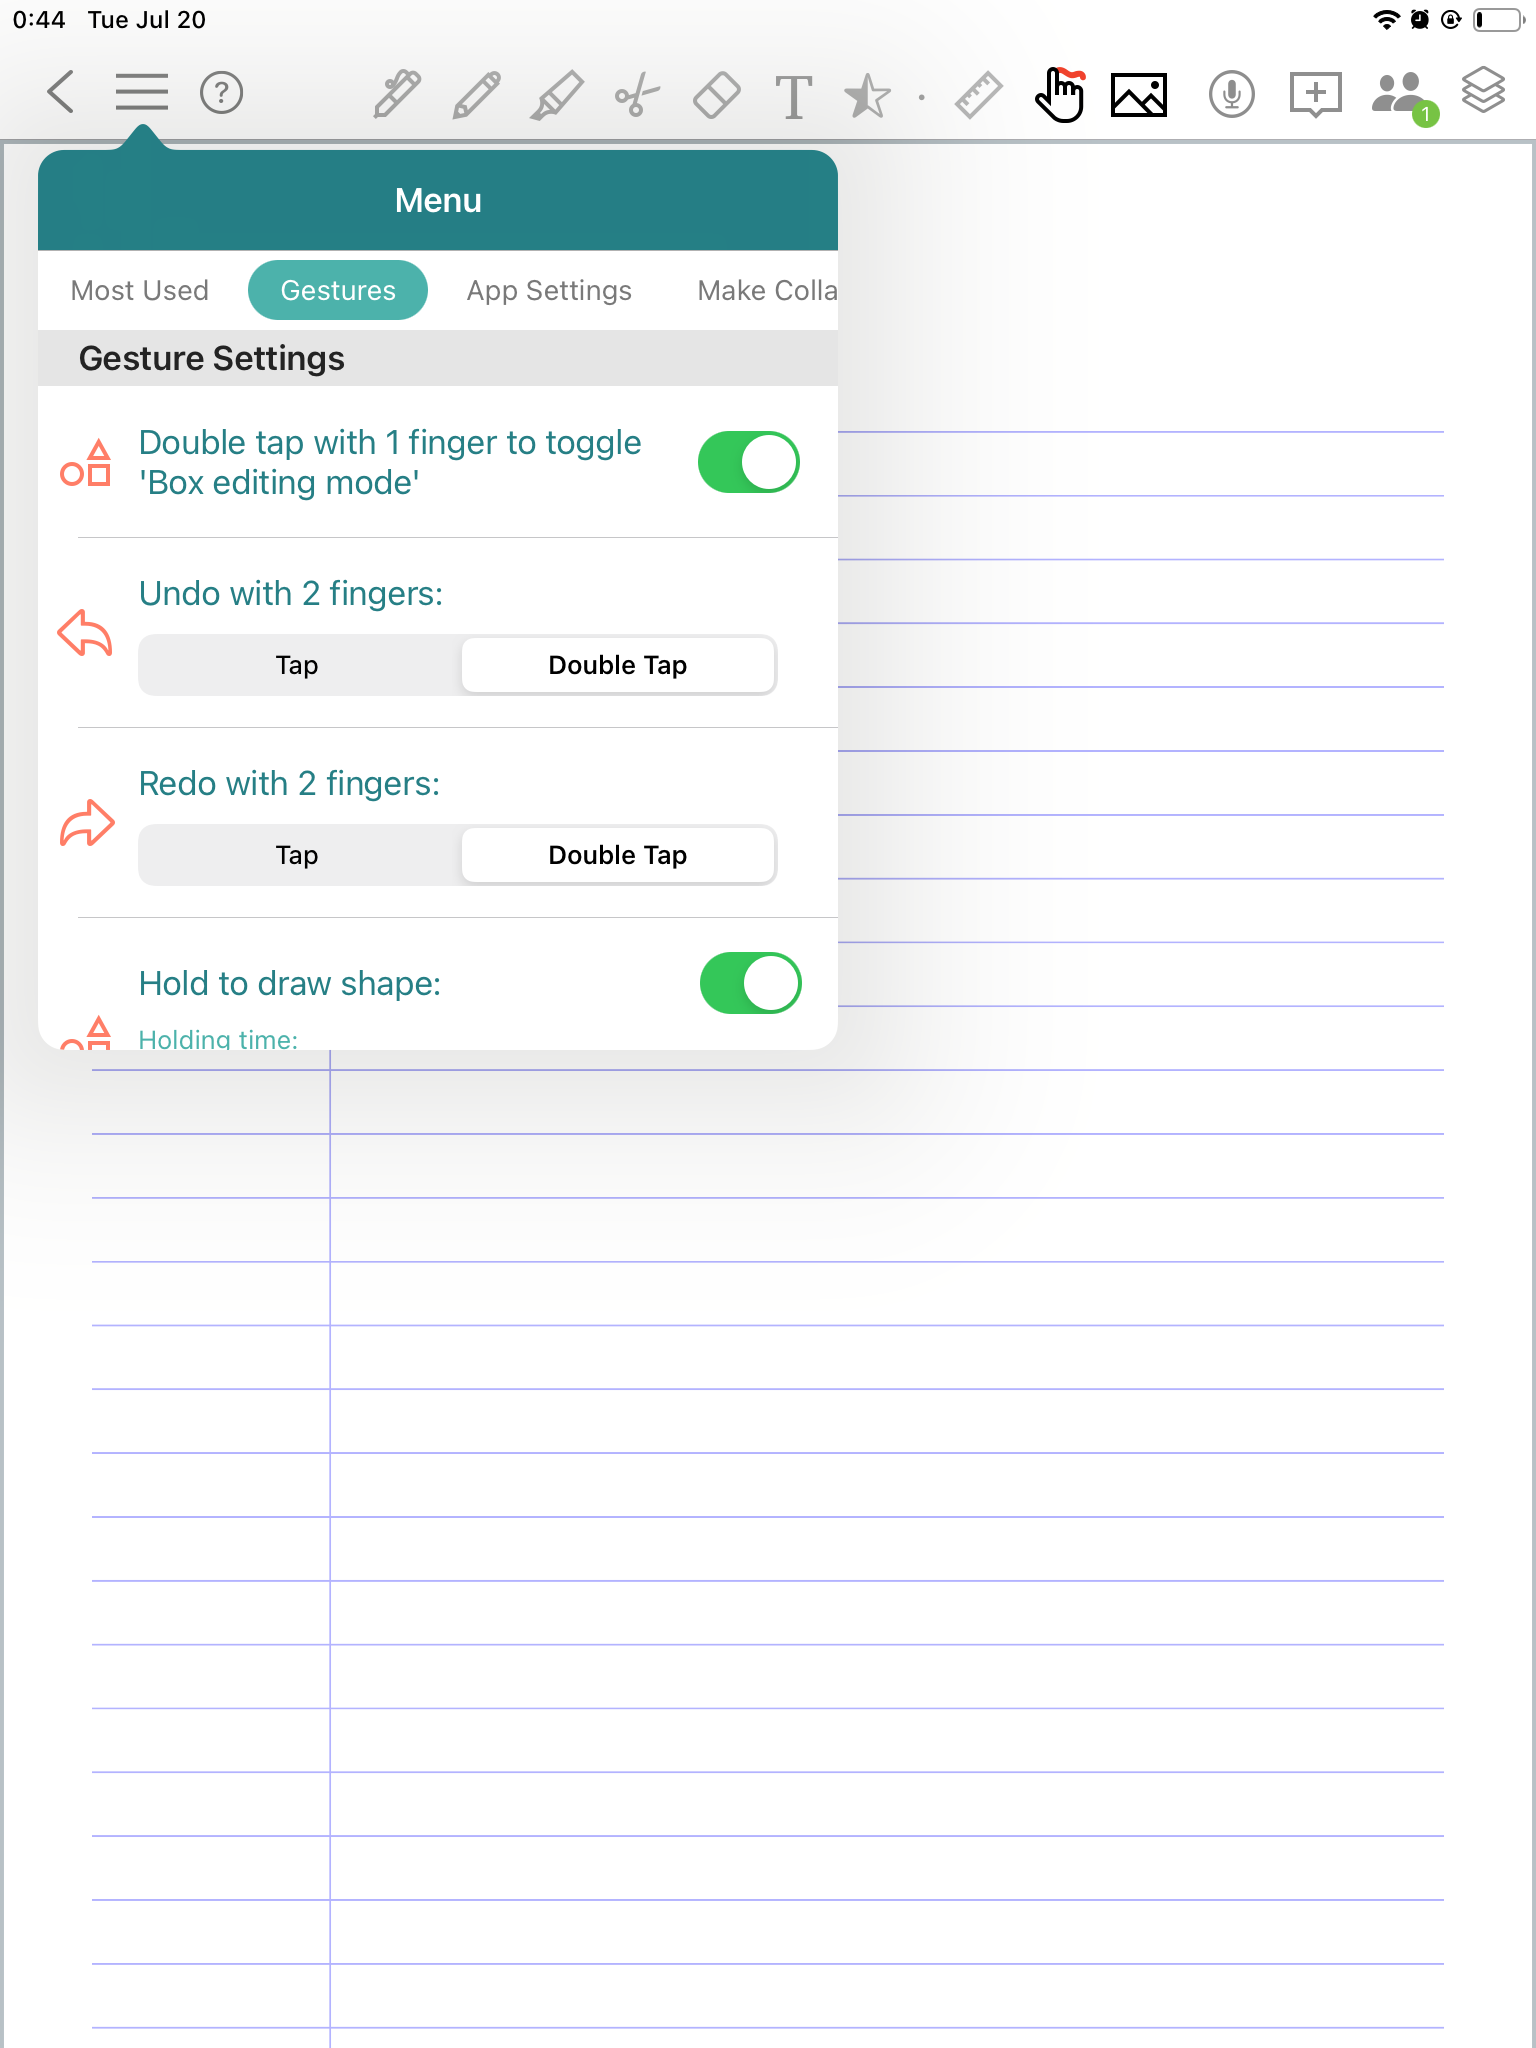 0:44 Tue Jul 20
?
T
1
Menu
Most Used Gestures App Settings Make Colla
Gesture Settings
Double tap with 1 finger to toggle
'Box editing mode'
Undo with 2 fingers:
Tap Double Tap
Redo with 2 fingers:
Tap Double Tap
Hold to draw shape:
Holding time: